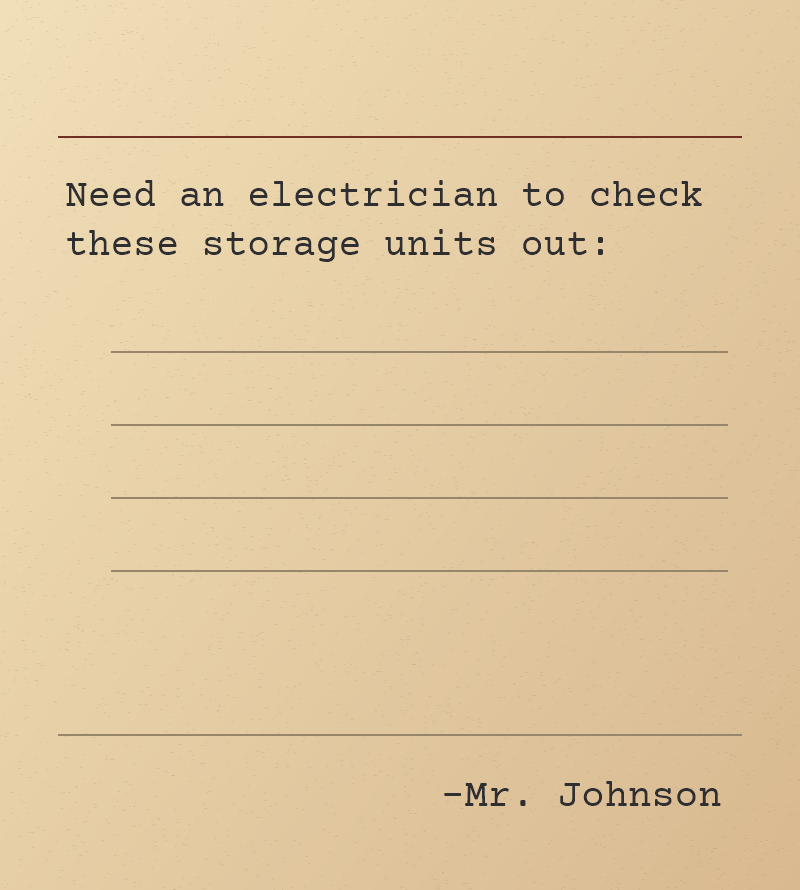 Need an electrician to check
these storage units out:
-Mr. Johnson